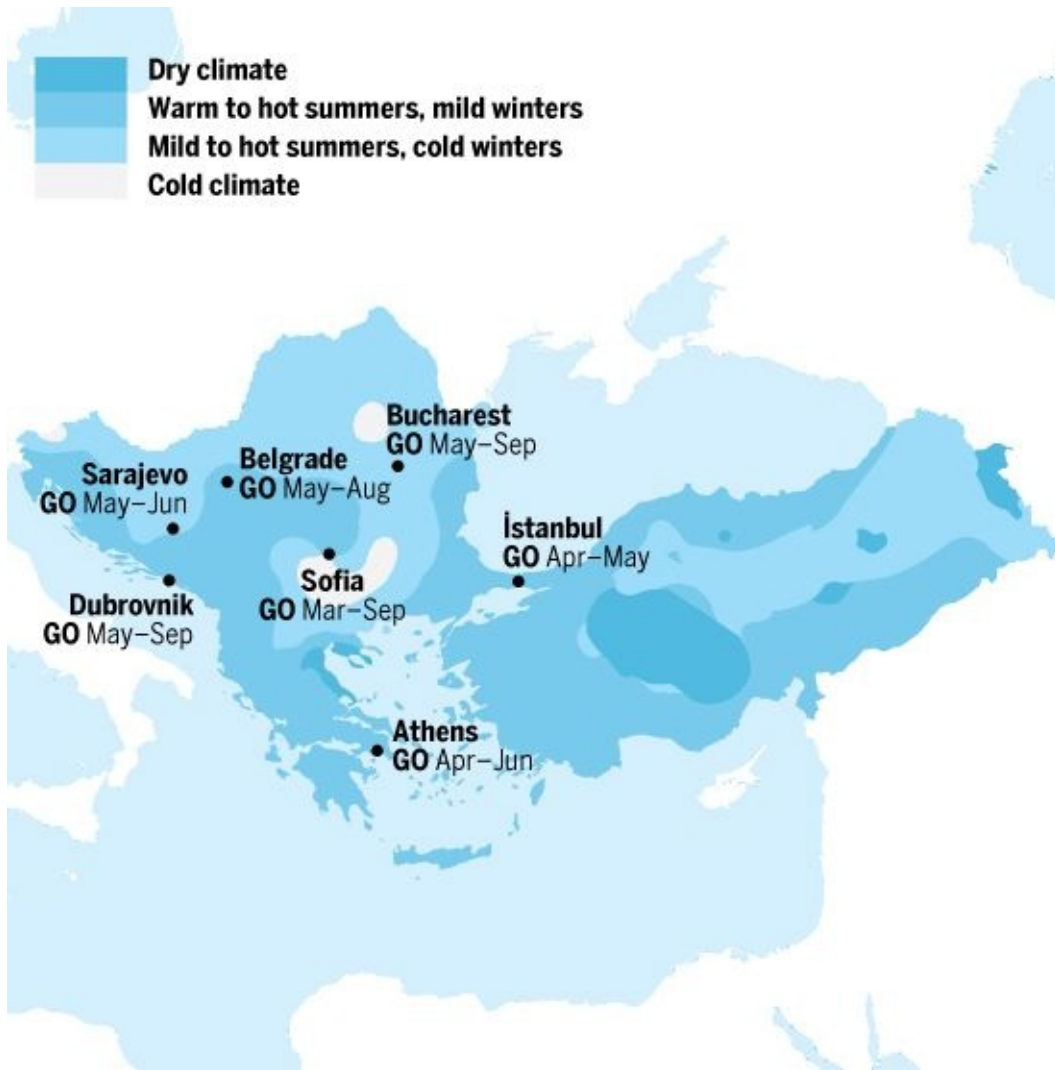 Dry climate
Warm to hot summers, mild winters
Mild to hot summers, cold winters
Cold climate
Bucharest
GO May–Sep
Belgrade
GO May–Aug
Sarajevo
GO May–Jun
İstanbul
GO Apr–May
Sofia
GO Mar–Sep
Dubrovnik
GO May–Sep
Athens
GO Apr–Jun